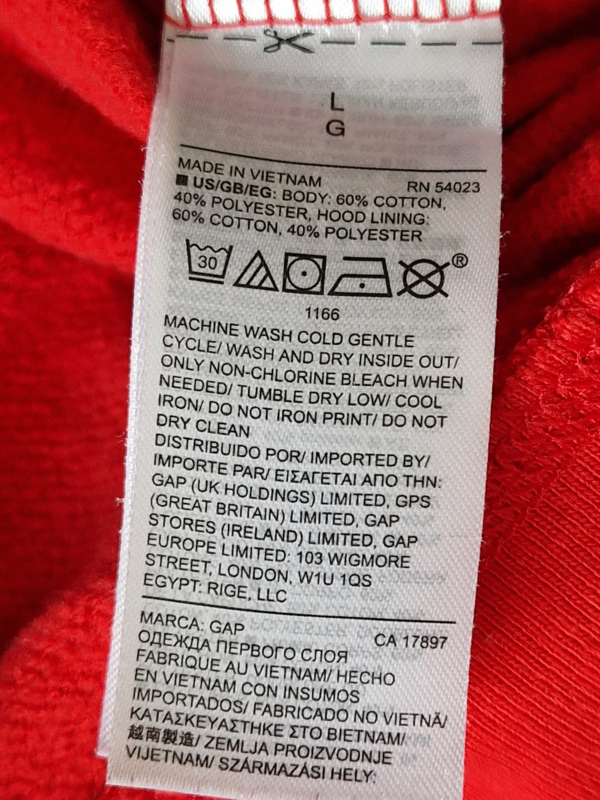 L
G
MADE IN VIETNAM RN 54023
US/GB/EG: BODY: 60% COTTON,
40% POLYESTER, HOOD LINING:
60% COTTON, 40% POLYESTER
30
®
1166
MACHINE WASH COLD GENTLE
CYCLE/ WASH AND DRY INSIDE OUT/
ONLY NON-CHLORINE BLEACH WHEN
NEEDED/ TUMBLE DRY LOW/ COOL
IRON/ DO NOT IRON PRINT/ DO NOT
DRY CLEAN
DISTRIBUIDO POR/ IMPORTED BY/
IMPORTE PAR/ ΕΙΣΑΓΕΤΑΙ ΑΠΟ ΤΗΝ:
GAP (UK HOLDINGS) LIMITED, GPS
(GREAT BRITAIN) LIMITED, GAP
STORES (IRELAND) LIMITED, GAP
EUROPE LIMITED: 103 WIGMORE
STREET, LONDON, W1U 1QS
EGYPT: RIGE, LLC
MARCA: GAP CA 17897
ОДЕЖДА ПЕРВОГО СЛОЯ
FABRIQUE AU VIETNAM/ HECHO
EN VIETNAM CON INSUMOS
IMPORTADOS/ FABRICADO NO VIETNÃ/
ΚΑΤΑΣΚΕΥΑΣΤΗΚΕ ΣΤΟ ΒΙΕΤΝΑΜ/
越南製造/ ZEMLJA PROIZVODNJE
VIJETNAM/ SZÁRMAZÁSI HELY: